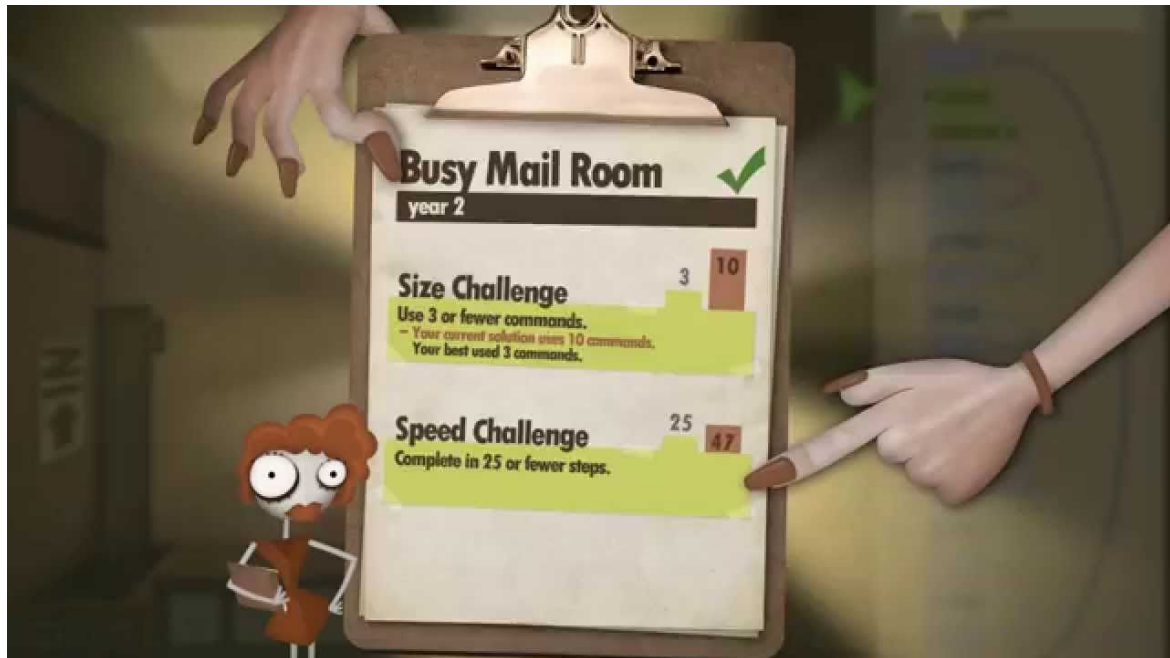 Busy Mail Room
year 2
3
10
Size Challenge
Use 3 or fewer commands.
– Your current solution uses 10 commands.
Your best used 3 commands.
25
47
Speed Challenge
Complete in 25 or fewer steps.
IN